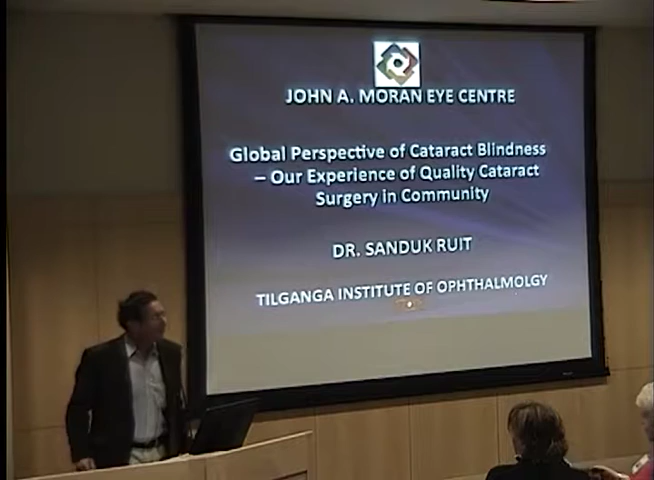 JOHN A. MORAN EYE CENTRE
Global Perspective of Cataract Blindness
– Our Experience of Quality Cataract
Surgery in Community
DR. SANDUK RUIT
TILGANGA INSTITUTE OF OPHTHALMOLGY